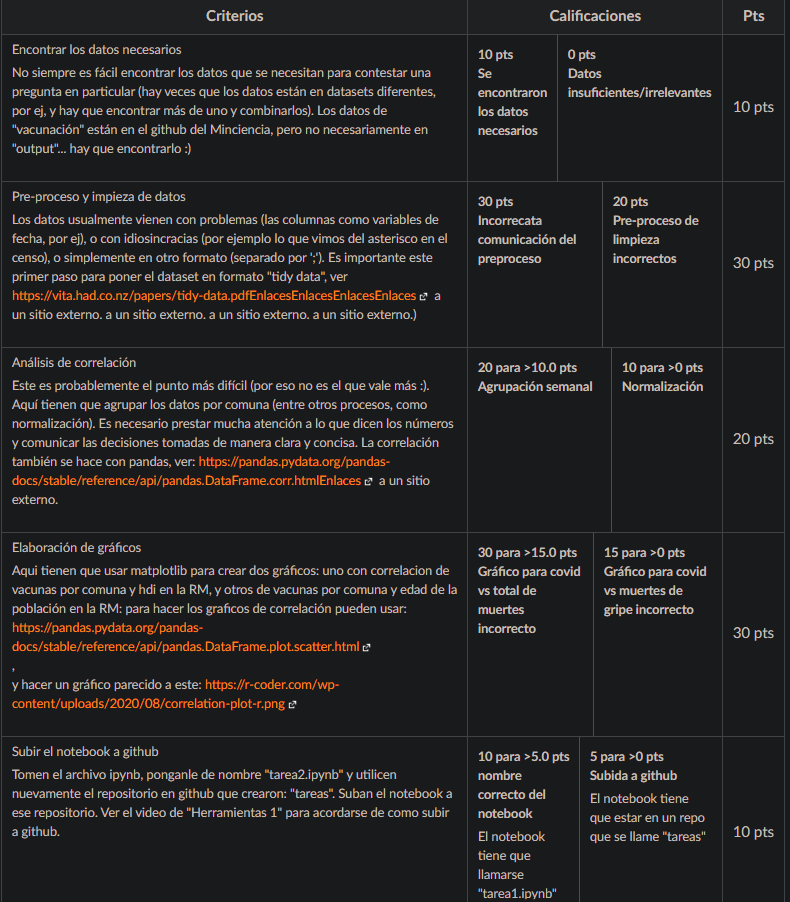 Criterios
Calificaciones
Pts
Encontrar los datos necesarios
No siempre es fácil encontrar los datos que se necesitan para contestar una
pregunta en particular (hay veces que los datos están en datasets diferentes,
por ej, y hay que encontrar más de uno y combinarlos). Los datos de
"vacunación" están en el github del Minciencia, pero no necesariamente en
"output"... hay que encontrarlo :)
10 pts
Se
encontraron
los datos
necesarios
0 pts
Datos
insuficientes/irrelevantes
10 pts
Pre-proceso y impieza de datos
Los datos usualmente vienen con problemas (las columnas como variables de
fecha, por ej), o con idiosincracias (por ejemplo lo que vimos del asterisco en el
censo), o simplemente en otro formato (separado por ';'). Es importante este
primer paso para poner el dataset en formato "tidy data", ver
https://vita.had.co.nz/papers/tidy-data.pdfEnlacesEnlacesEnlacesEnlaces a
un sitio externo. a un sitio externo. a un sitio externo. a un sitio externo.)
30 pts
Incorrecata
comunicación del
preproceso
20 pts
Pre-proceso de
limpieza
incorrectos
30 pts
Análisis de correlación
Este es probablemente el punto más difícil (por eso no es el que vale más :).
Aquí tienen que agrupar los datos por comuna (entre otros procesos, como
normalización). Es necesario prestar mucha atención a lo que dicen los números
y comunicar las decisiones tomadas de manera clara y concisa. La correlación
también se hace con pandas, ver: https://pandas.pydata.org/pandas-
docs/stable/reference/api/pandas.DataFrame.corr.htmlEnlaces a un sitio
externo.
20 para >10.0 pts
Agrupación semanal
10 para >0 pts
Normalización
20 pts
Elaboración de gráficos
Aqui tienen que usar matplotlib para crear dos gráficos: uno con correlacion de
vacunas por comuna y hdi en la RM, y otros de vacunas por comuna y edad de la
población en la RM: para hacer los graficos de correlación pueden usar:
https://pandas.pydata.org/pandas-
docs/stable/reference/api/pandas.DataFrame.plot.scatter.html
,
y hacer un gráfico parecido a este: https://r-coder.com/wp-
content/uploads/2020/08/correlation-plot-r.png
30 para >15.0 pts
Gráfico para covid
vs total de
muertes
incorrecto
15 para >0 pts
Gráfico para covid
vs muertes de
gripe incorrecto
30 pts
Subir el notebook a github
Tomen el archivo ipynb, ponganle de nombre "tarea2.ipynb" y utilicen
nuevamente el repositorio en github que crearon: "tareas". Suban el notebook a
ese repositorio. Ver el video de "Herramientas 1" para acordarse de como subir
a github.
10 para >5.0 pts
nombre
correcto del
notebook
El notebook
tiene que
llamarse
"tarea1.ipynb"
5 para >0 pts
Subida a github
El notebook tiene
que estar en un repo
que se llame "tareas"
10 pts